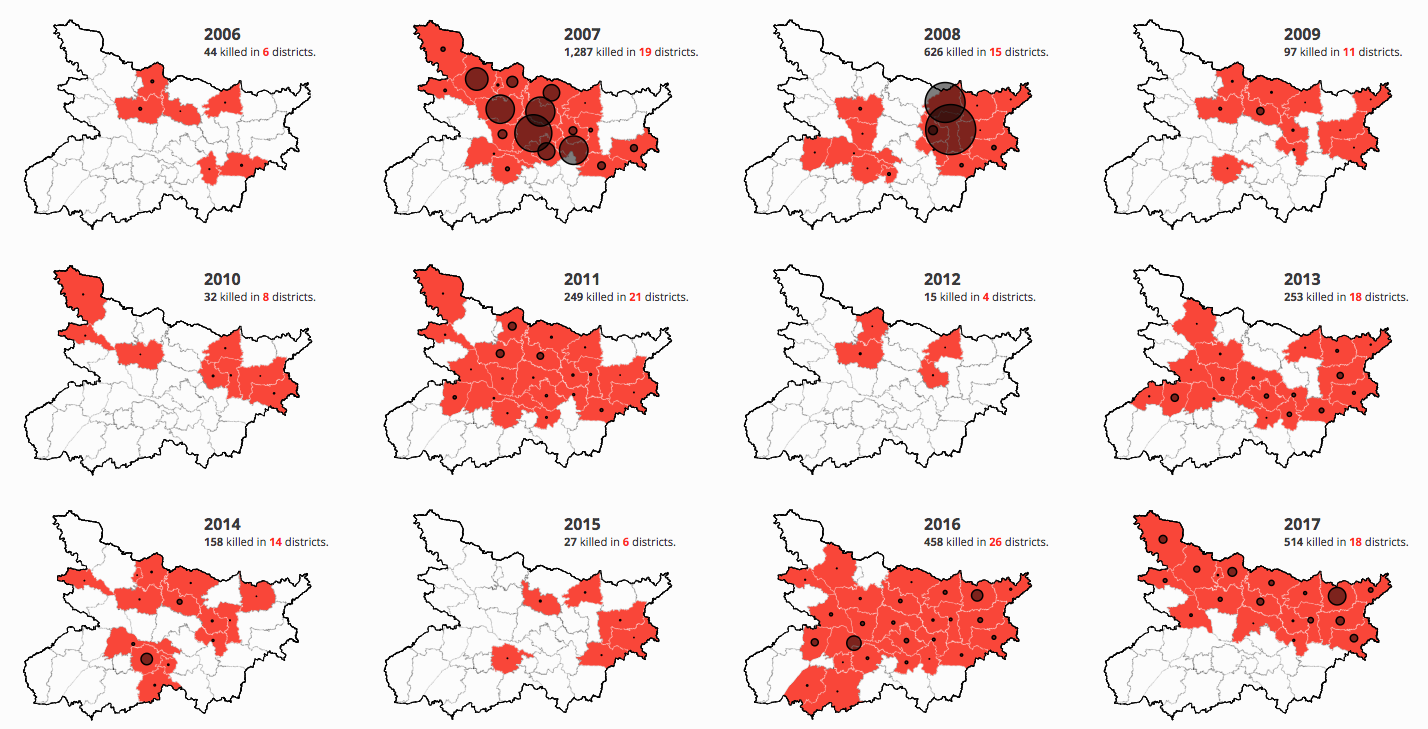 2006
44 killed in 6 districts.
2007
1,287 killed in 19 districts.
2008
626 killed in 15 districts.
2009
97 killed in 11 districts.
2010
32 killed in 8 districts.
2011
249 killed in 21 districts.
2012
15 killed in 4 districts.
2013
253 killed in 18 districts.
2014
158 killed in 14 districts.
2015
27 killed in 6 districts.
2016
458 killed in 26 districts.
2017
514 killed in 18 districts.